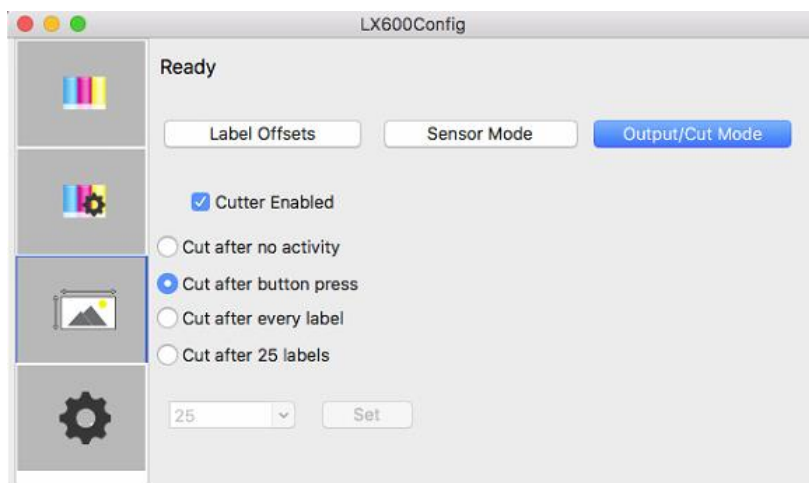 LX600Config
Ready
Label Offsets Sensor Mode Output/Cut Mode
Cutter Enabled
Cut after no activity
Cut after button press
Cut after every label
Cut after 25 labels
25 Set